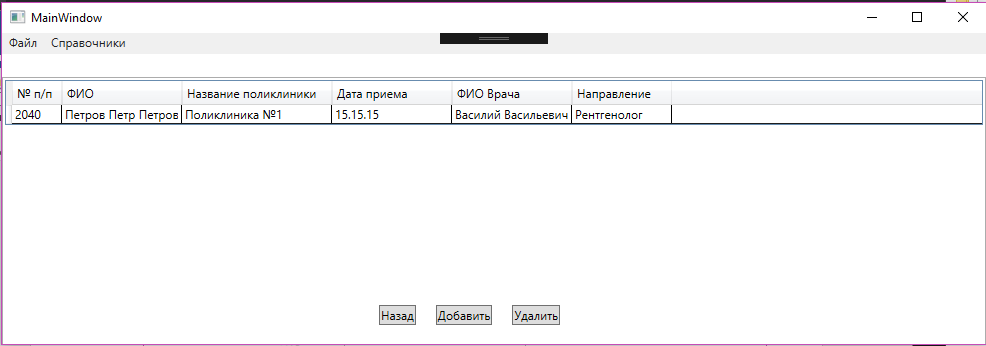 MainWindow
Файл Справочники
№ п/п ФИО Название поликлиники Дата приема ФИО Врача Направление
2040 Петров Петр Петров Поликлиника №1 15.15.15 Василий Васильевич Рентгенолог
Назад Добавить Удалить